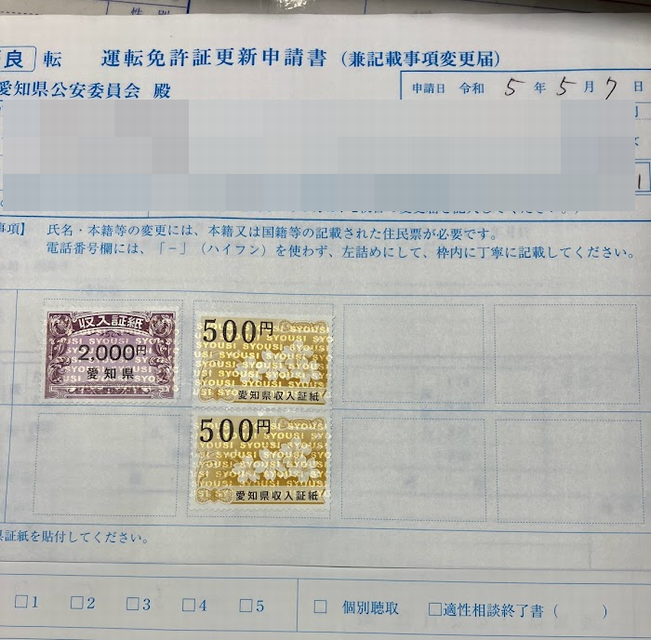 性 別
良 転 運転免許証更新申請書（兼記載事項変更届）
愛知県公安委員会 殿
申請日 令和 5 年 5 月 7 日
事項】 氏名・本籍等の変更には、本籍又は国籍等の記載された住民票が必要です。
電話番号欄には、「－」（ハイフン）を使わず、左詰めにして、枠内に丁寧に記載してください。
収入証紙
2,000円
愛知県
500円
SYOUSI
愛知県収入証紙
500円
SYOUSI
愛知県収入証紙
証紙を貼付してください。
□1 □2 □3 □4 □5 □ 個別聴取 □適性相談終了書（ ）